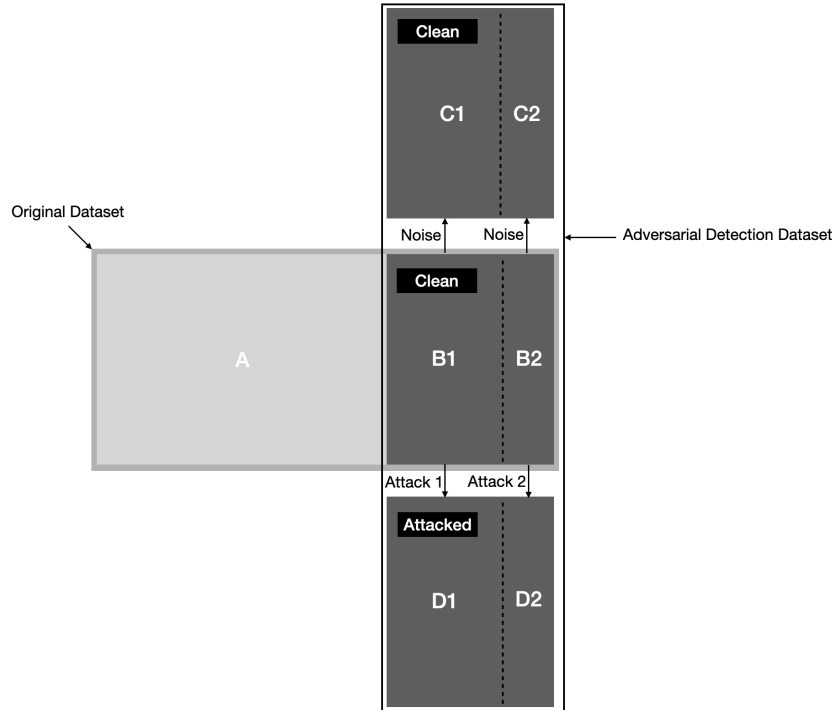 Clean
C1 C2
Original Dataset
Noise Noise
Adversarial Detection Dataset
Clean
A
B1 B2
Attack 1 Attack 2
Attacked
D1 D2